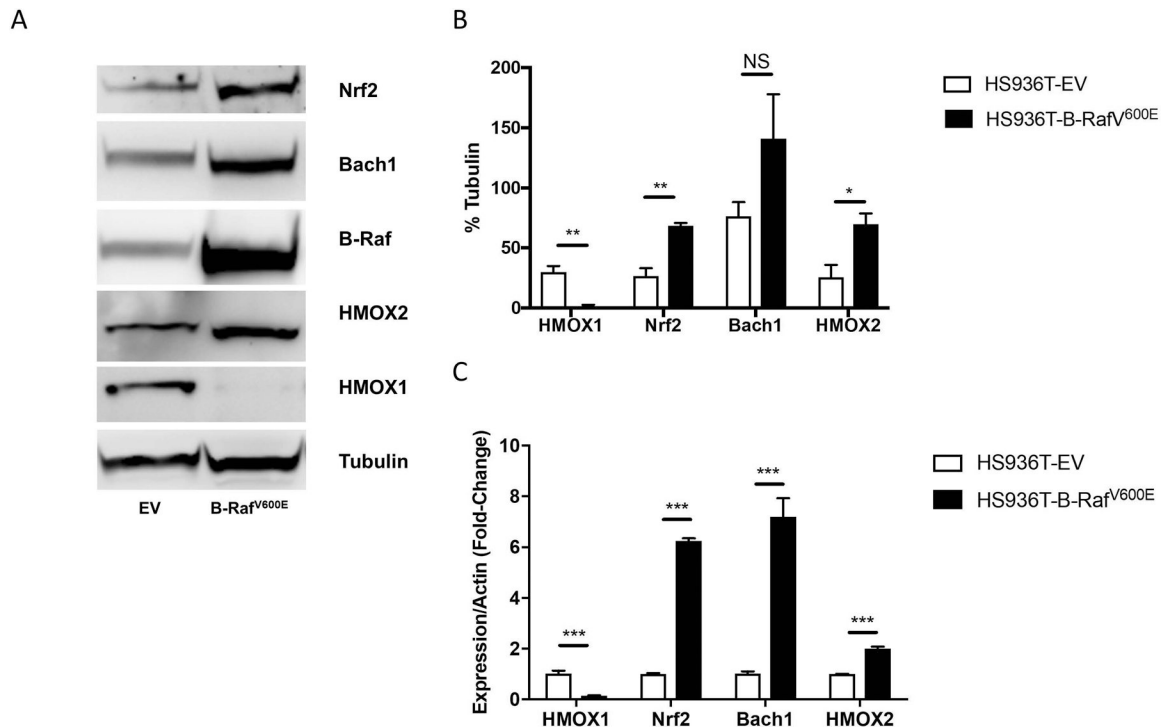 A
Nrf2
Bach1
B-Raf
HMOX2
HMOX1
Tubulin
EV B-Raf^V600E
B
% Tubulin
200
150
100
50
0
** ** NS *
HMOX1 Nrf2 Bach1 HMOX2
HS936T-EV
HS936T-B-RafV^600E
C
Expression/Actin (Fold-Change)
10
8
6
4
2
0
*** *** *** ***
HMOX1 Nrf2 Bach1 HMOX2
HS936T-EV
HS936T-B-Raf^V600E